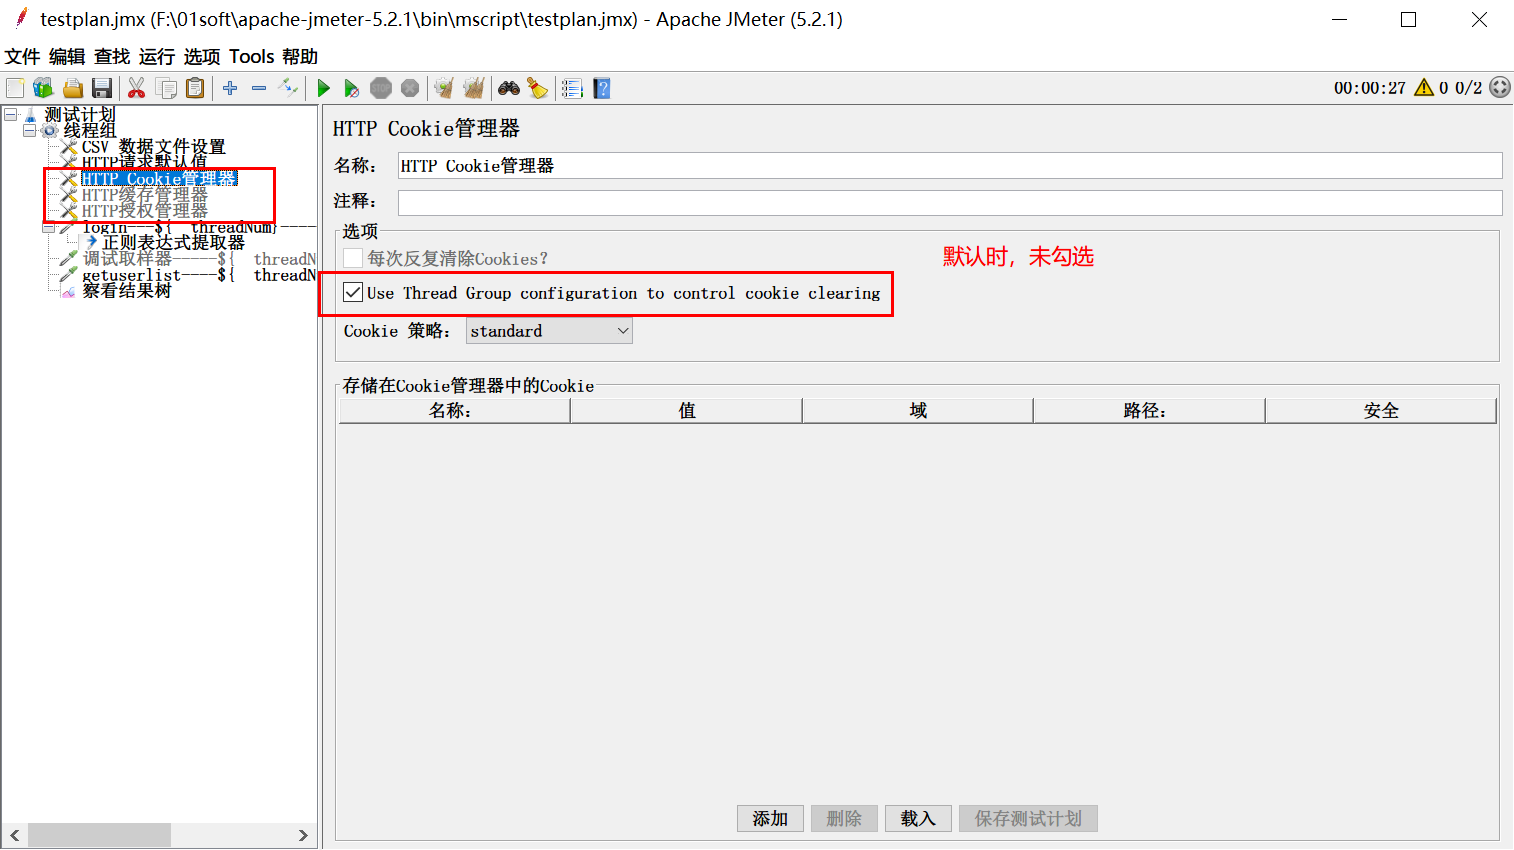 testplan.jmx (F:\01soft\apache-jmeter-5.2.1\bin\mscript\testplan.jmx) - Apache JMeter (5.2.1)
文件 编辑 查找 运行 选项 Tools 帮助
STOP
00:00:27 0 0/2
测试计划
线程组
CSV 数据文件设置
HTTP请求默认值
HTTP Cookie管理器
HTTP缓存管理器
HTTP授权管理器
login---${__threadNum}----
正则表达式提取器
调试取样器-----${__threadN
getuserlist----${__threadN
察看结果树
HTTP Cookie管理器
名称： HTTP Cookie管理器
注释：
选项
每次反复清除Cookies?
默认时，未勾选
Use Thread Group configuration to control cookie clearing
Cookie 策略： standard
存储在Cookie管理器中的Cookie
名称： 值 域 路径： 安全
添加 删除 载入 保存测试计划